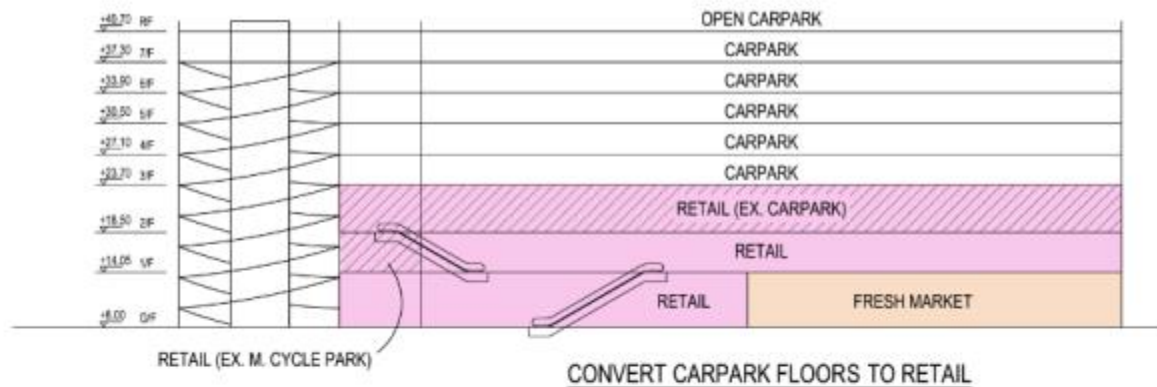 +40.70 RF
OPEN CARPARK
+37.30 7/F
CARPARK
+33.90 6/F
CARPARK
+30.50 5/F
CARPARK
+27.10 4/F
CARPARK
+23.70 3/F
CARPARK
RETAIL (EX. CARPARK)
+18.50 2/F
RETAIL
+14.05 1/F
RETAIL
FRESH MARKET
+6.00 G/F
RETAIL (EX. M. CYCLE PARK)
CONVERT CARPARK FLOORS TO RETAIL